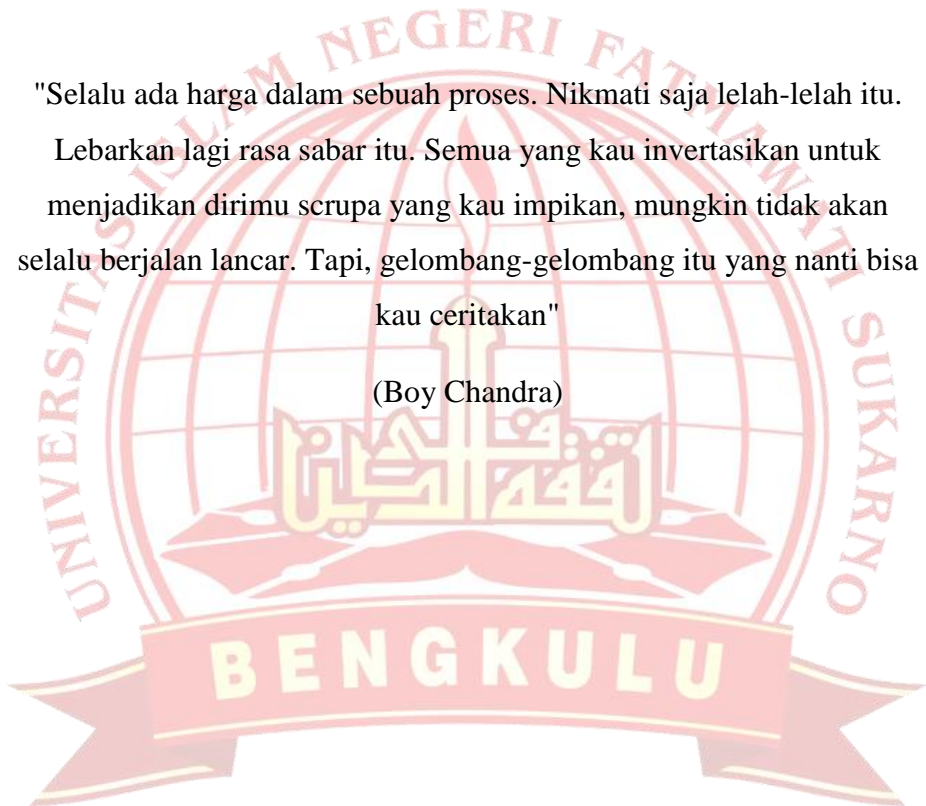 UNIVERSITAS ISLAM NEGERI FATMAWATI SUKARNO
"Selalu ada harga dalam sebuah proses. Nikmati saja lelah-lelah itu.
Lebarkan lagi rasa sabar itu. Semua yang kau invertasikan untuk
menjadikan dirimu scrupa yang kau impikan, mungkin tidak akan
selalu berjalan lancar. Tapi, gelombang-gelombang itu yang nanti bisa
kau ceritakan"
(Boy Chandra)
BENGKULU